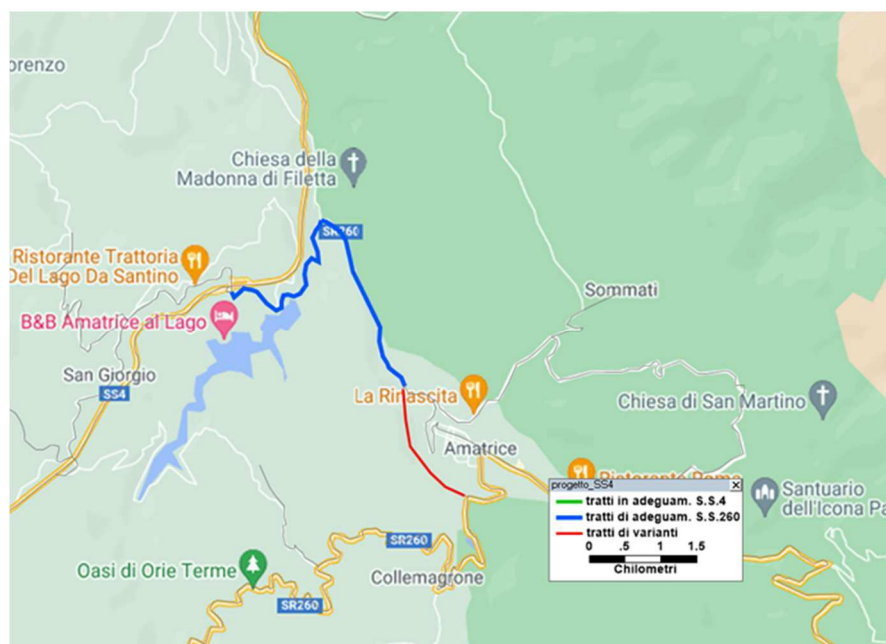 orenzo
Chiesa della
Madonna di Filetta
SR260
Ristorante Trattoria
Del Lago Da Santino
Sommati
B&B Amatrice al Lago
San Giorgio
SS4
La Rinascita
Chiesa di San Martino
Amatrice
progetto_SS4
tratti in adeguam. S.S.4
tratti di adeguam. S.S.260
tratti di varianti
0 .5 1 1.5
Chilometri
Santuario
dell'Icona Pa
SR260
Collemagrone
Oasi di Orie Terme
SR260